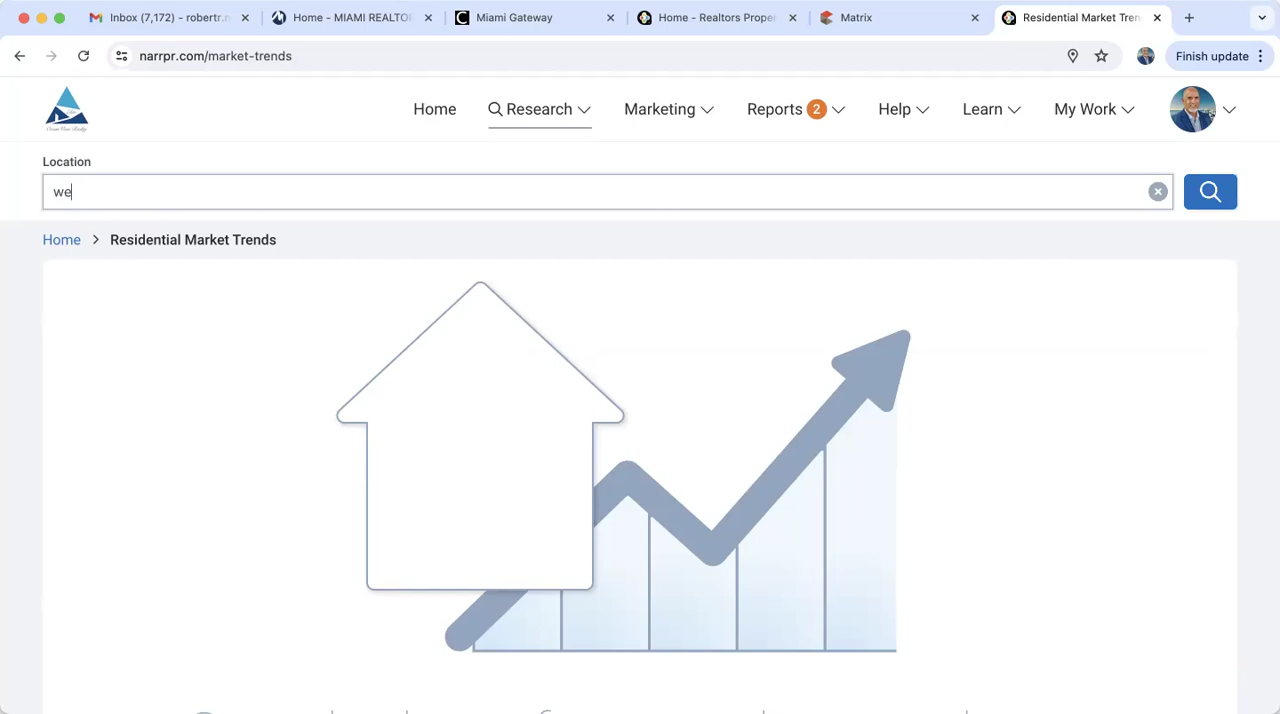 Inbox (7,172) - robertr.n
Home - MIAMI REALTO
Miami Gateway
Home - Realtors Proper
Matrix
Residential Market Tren
narrpr.com/market-trends
Finish update
Home
Research
Marketing
Reports 2
Help
Learn
My Work
Location
we
Home > Residential Market Trends